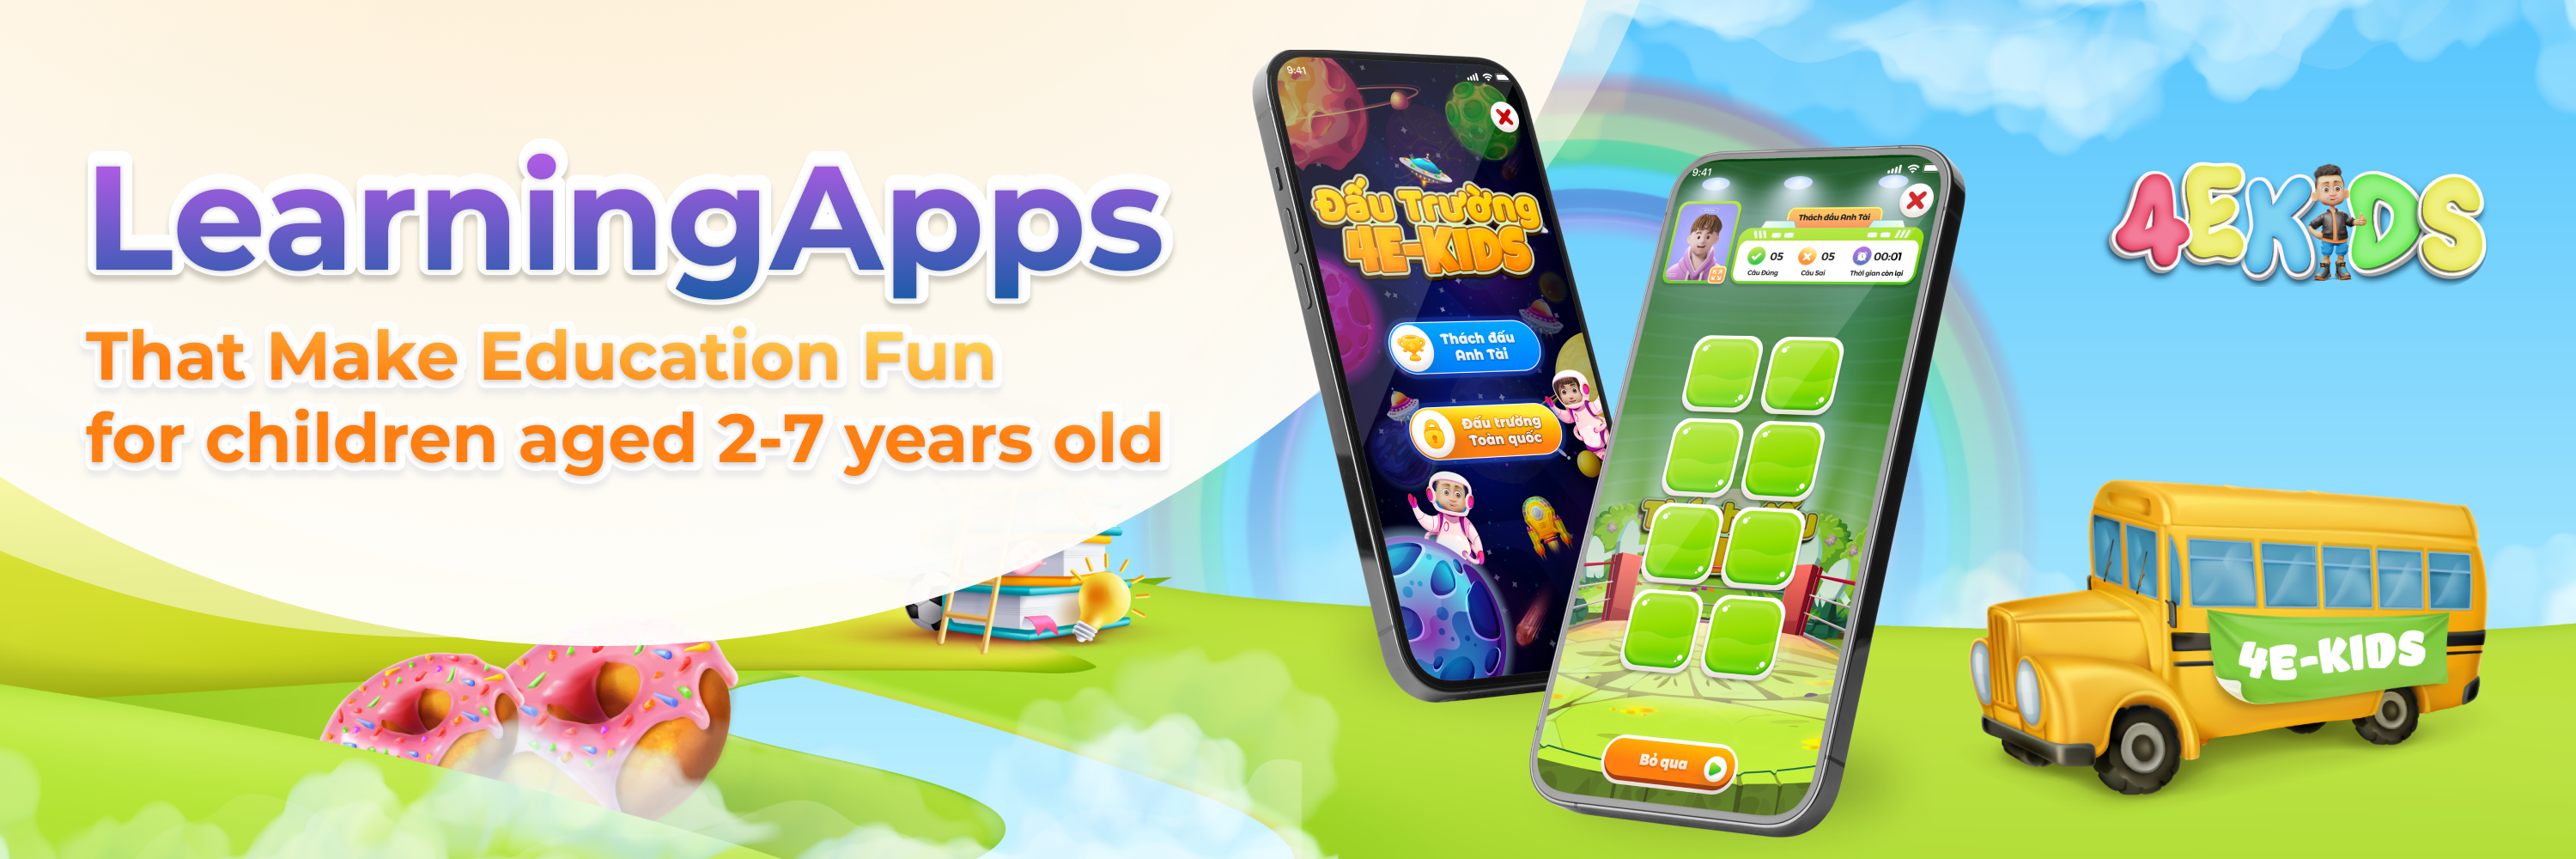 LearningApps
That Make Education Fun
for children aged 2-7 years old
9:41
Đấu Trường
4E-KIDS
Thách đấu
Anh Tài
Đấu trường
Toàn quốc
9:41
Thách đấu Anh Tài
05
05
00:01
Câu Đúng
Câu Sai
Thời gian còn lại
Bỏ qua
4EKIDS
4E-KIDS